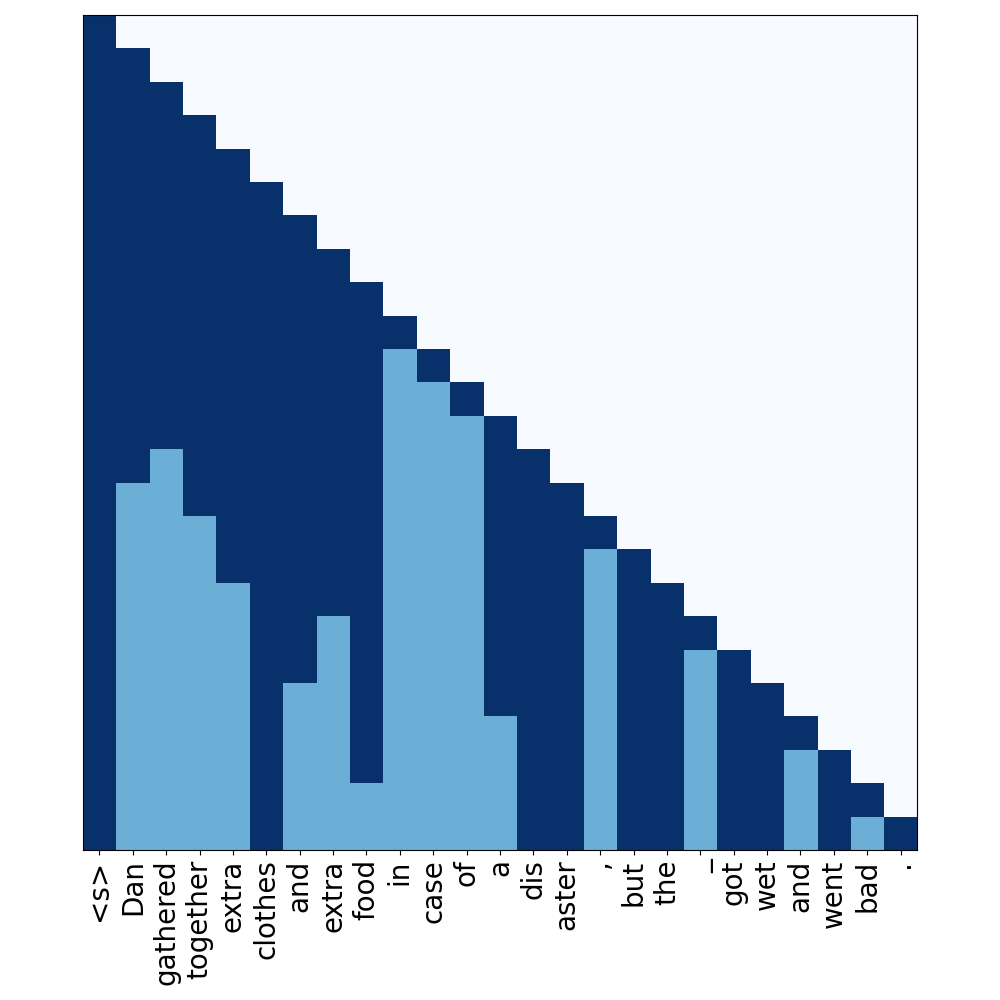 <s> Dan gathered together extra clothes and extra food in case of a dis aster , but the _ got wet and went bad .